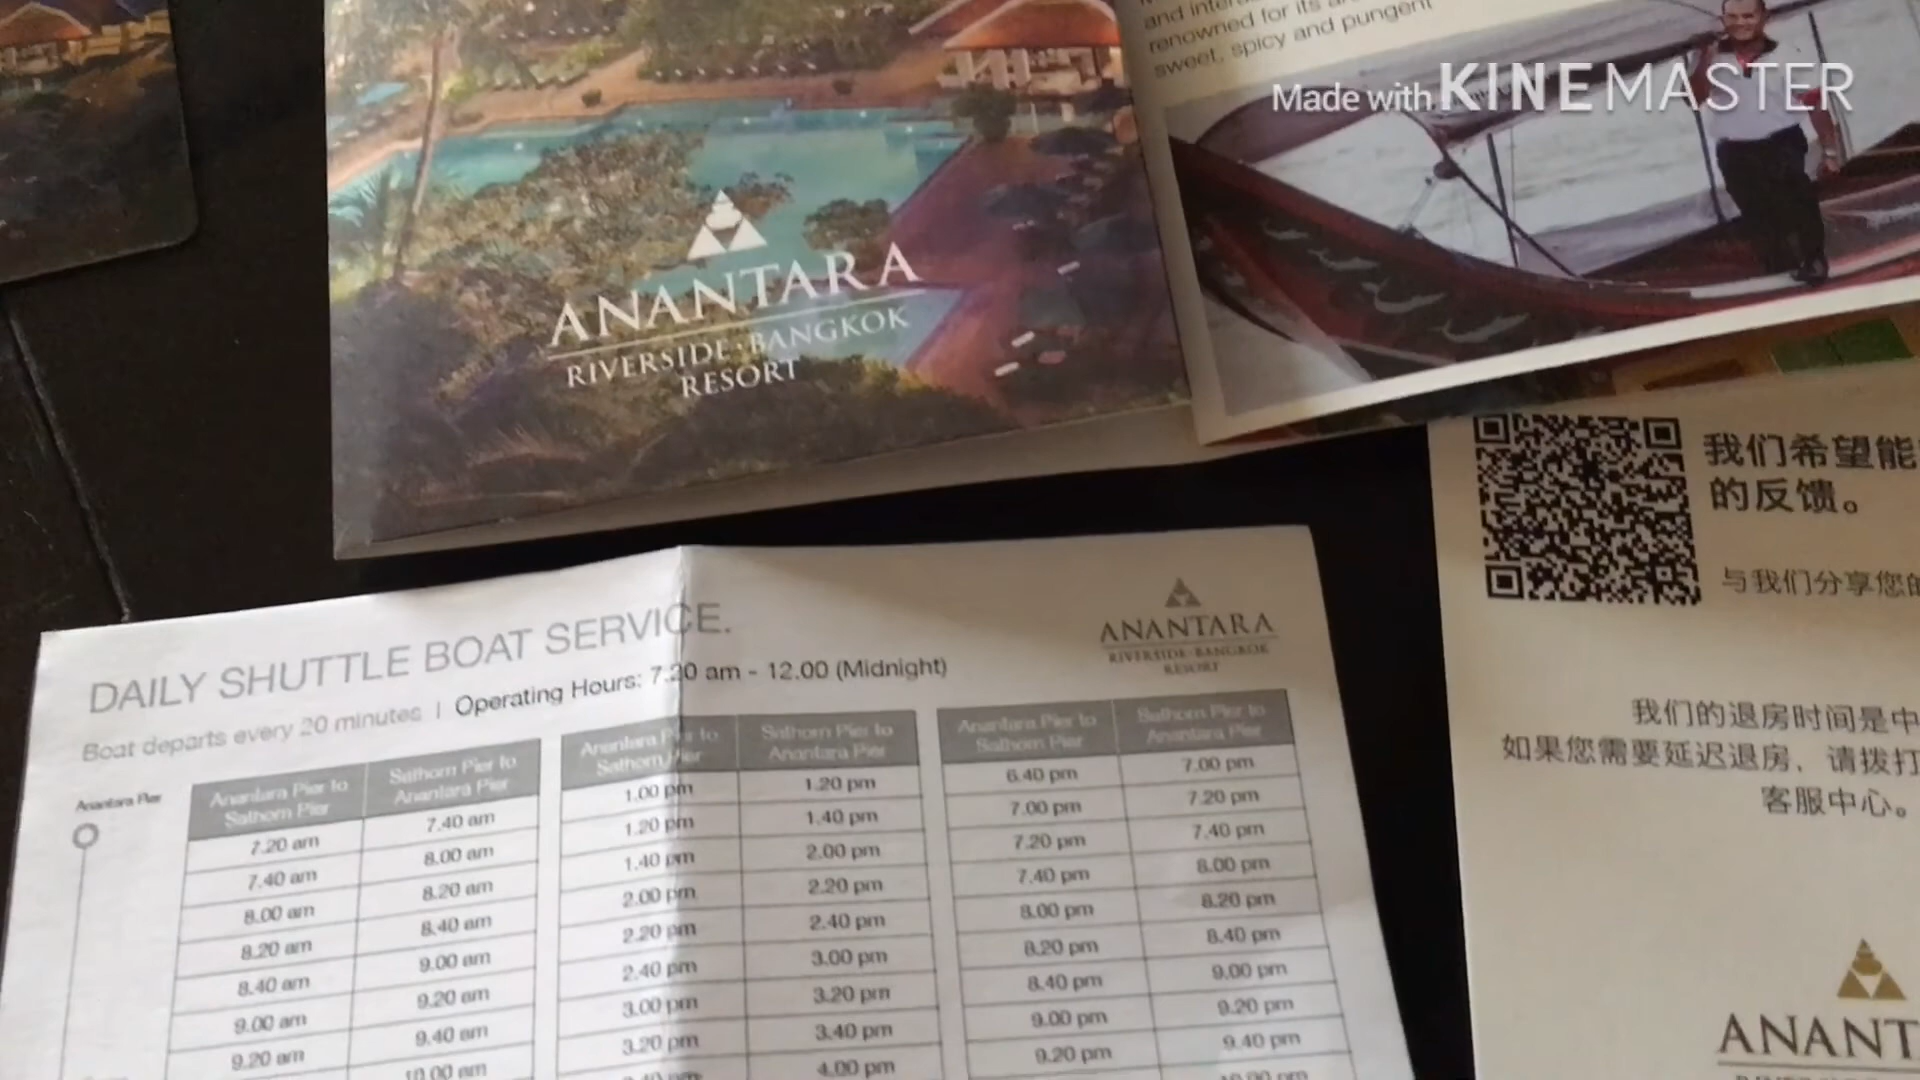 and inter
renowned for its
sweet, spicy and pungent
Made with KINEMASTER
ANANTARA
RIVERSIDE · BANGKOK
RESORT
我们希望能
的反馈。
与我们分享您的
我们的退房时间是中
如果您需要延迟退房，请拨打
客服中心。
ANANT
DAILY SHUTTLE BOAT SERVICE.
Boat departs every 20 minutes | Operating Hours: 7.20 am - 12.00 (Midnight)
ANANTARA
RIVERSIDE · BANGKOK
RESORT
Anantara Pier
Anantara Pier to Sathorn Pier Sathorn Pier to Anantara Pier
7.20 am 7.40 am
7.40 am 8.00 am
8.00 am 8.20 am
8.20 am 8.40 am
8.40 am 9.00 am
9.00 am 9.20 am
9.20 am 9.40 am
10.00 am
Anantara Pier to Sathorn Pier Sathorn Pier to Anantara Pier
1.00 pm 1.20 pm
1.20 pm 1.40 pm
1.40 pm 2.00 pm
2.00 pm 2.20 pm
2.20 pm 2.40 pm
2.40 pm 3.00 pm
3.00 pm 3.20 pm
3.20 pm 3.40 pm
4.00 pm
Anantara Pier to Sathorn Pier Sathorn Pier to Anantara Pier
6.40 pm 7.00 pm
7.00 pm 7.20 pm
7.20 pm 7.40 pm
7.40 pm 8.00 pm
8.00 pm 8.20 pm
8.20 pm 8.40 pm
8.40 pm 9.00 pm
9.00 pm 9.20 pm
9.20 pm 9.40 pm